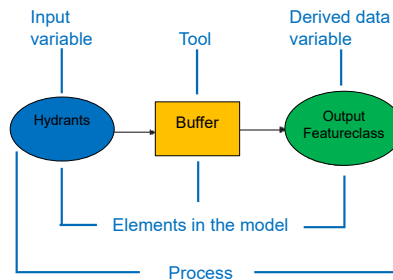 Input
variable
Tool
Derived data
variable
Hydrants
Buffer
Output
Featureclass
Elements in the model
Process